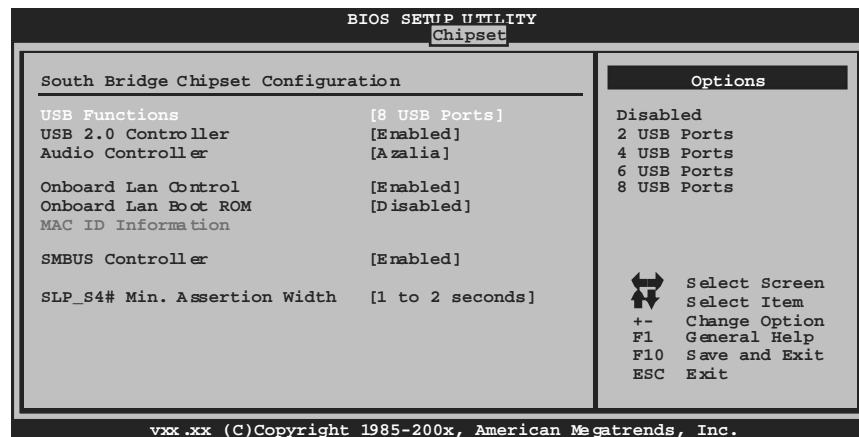 BIOS SETUP UTILITY
Chipset
South Bridge Chipset Configuration
USB Functions [8 USB Ports]
USB 2.0 Controller [Enabled]
Audio Controller [Azalia]
Onboard Lan Control [Enabled]
Onboard Lan Boot ROM [Disabled]
MAC ID Information
SMBUS Controller [Enabled]
SLP_S4# Min. Assertion Width [1 to 2 seconds]
Options
Disabled
2 USB Ports
4 USB Ports
6 USB Ports
8 USB Ports
Select Screen
Select Item
+- Change Option
F1 General Help
F10 Save and Exit
ESC Exit
vxx.xx (C)Copyright 1985-200x, American Megatrends, Inc.